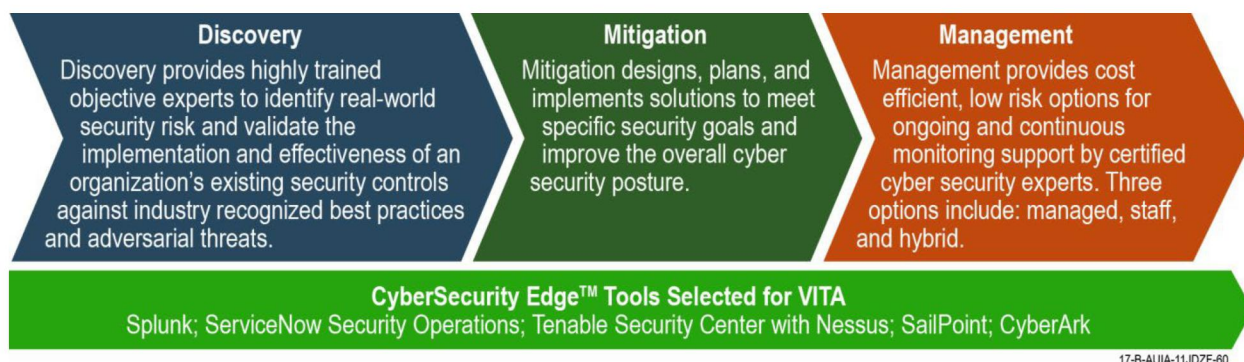 Discovery
Discovery provides highly trained
objective experts to identify real-world
security risk and validate the
implementation and effectiveness of an
organization's existing security controls
against industry recognized best practices
and adversarial threats.
Mitigation
Mitigation designs, plans, and
implements solutions to meet
specific security goals and
improve the overall cyber
security posture.
Management
Management provides cost
efficient, low risk options for
ongoing and continuous
monitoring support by certified
cyber security experts. Three
options include: managed, staff,
and hybrid.
CyberSecurity Edge™ Tools Selected for VITA
Splunk; ServiceNow Security Operations; Tenable Security Center with Nessus; SailPoint; CyberArk
17-B-AUIA-11JDZF-60